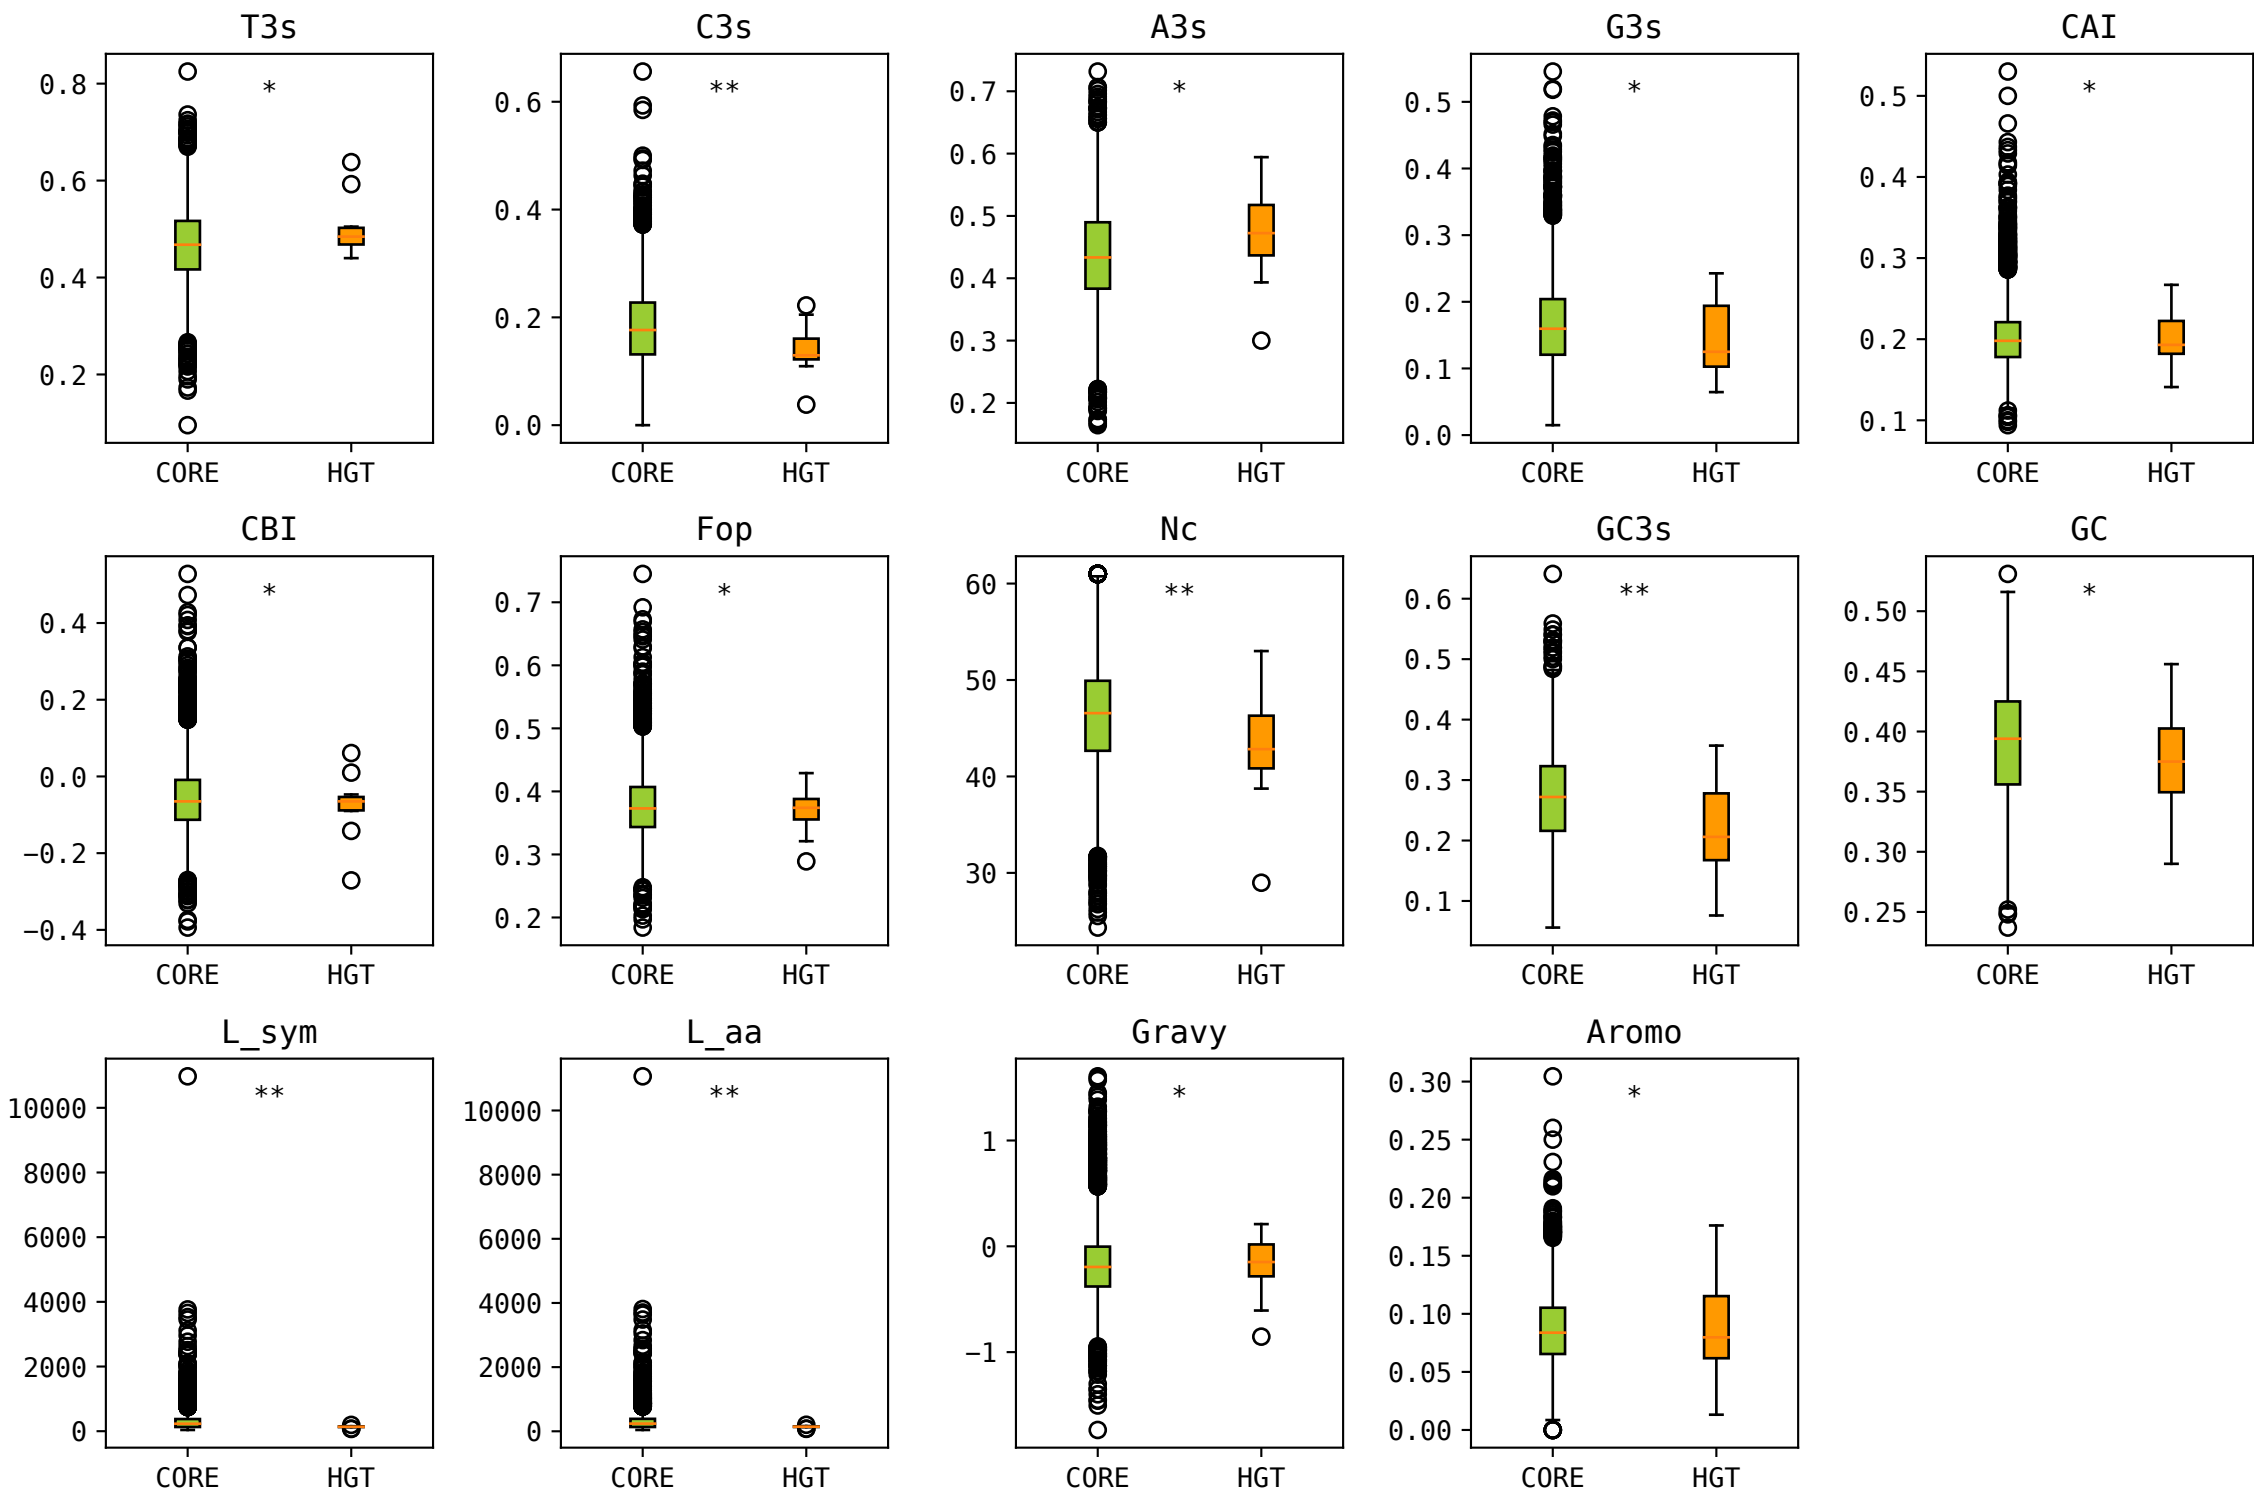 T3s C3s A3s G3s CAI
* ** * * *
0.8 0.6 0.4 0.2
0.6 0.4 0.2 0.0
0.7 0.6 0.5 0.4 0.3 0.2
0.5 0.4 0.3 0.2 0.1 0.0
0.5 0.4 0.3 0.2 0.1
CORE HGT CORE HGT CORE HGT CORE HGT CORE HGT
CBI Fop Nc GC3s GC
* * ** ** *
0.4 0.2 0.0 −0.2 −0.4
0.7 0.6 0.5 0.4 0.3 0.2
60 50 40 30
0.6 0.5 0.4 0.3 0.2 0.1
0.50 0.45 0.40 0.35 0.30 0.25
CORE HGT CORE HGT CORE HGT CORE HGT CORE HGT
L_sym L_aa Gravy Aromo
** ** * *
10000 8000 6000 4000 2000 0
10000 8000 6000 4000 2000 0
1 0 −1
0.30 0.25 0.20 0.15 0.10 0.05 0.00
CORE HGT CORE HGT CORE HGT CORE HGT